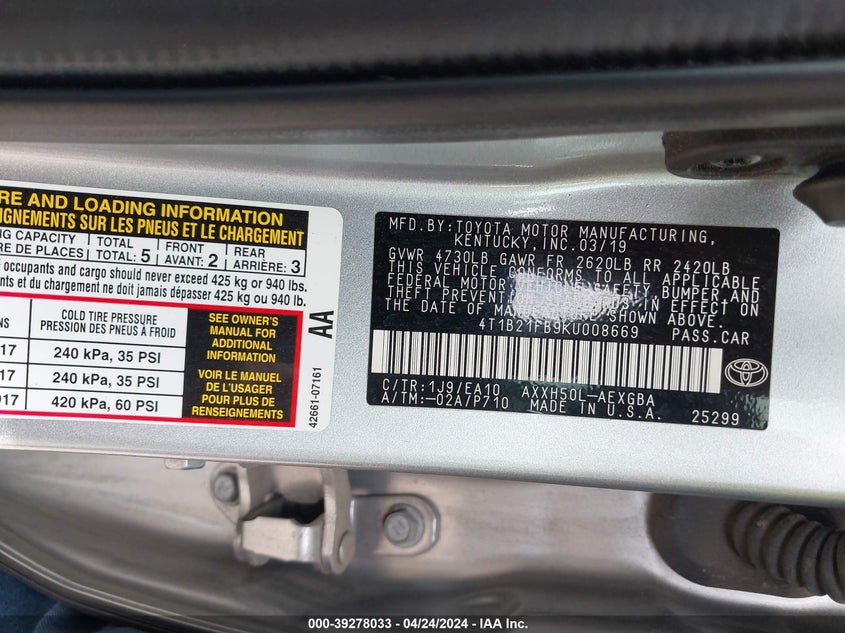 RE AND LOADING INFORMATION
EIGNEMENTS SUR LES PNEUS ET LE CHARGEMENT
NG CAPACITY TOTAL: 5 FRONT 2 REAR 3
RE DE PLACES TOTAL: AVANT: ARRIÈRE:
occupants and cargo should never exceed 425 kg or 940 lbs.
nts et du chargement ne doit jamais dépasser 425 kg ou 940 lb.
COLD TIRE PRESSURE
PRESSION DES PNEUS À FROID
240 kPa, 35 PSI
240 kPa, 35 PSI
420 kPa, 60 PSI
SEE OWNER'S
MANUAL FOR
ADDITIONAL
INFORMATION
VOIR LE MANUEL
DE L'USAGER
POUR PLUS DE
RENSEIGNEMENTS
AA
42661-07161
MFD.BY:TOYOTA MOTOR MANUFACTURING,
KENTUCKY,INC.03/19
GVWR 4730LB GAWR FR 2620LB RR 2420LB
THIS VEHICLE CONFORMS TO ALL APPLICABLE
FEDERAL MOTOR VEHICLE SAFETY, BUMPER,AND
THEFT PREVENTION STANDARDS IN EFFECT ON
THE DATE OF SHOWN ABOVE.
4T1B21FB9KU008669 PASS.CAR
C/TR:1J9/EA10 AXXH50L-AEXGBA
A/TM:-02A/P710 MADE IN U.S.A. 25299
000-39278033 - 04/24/2024 - IAA Inc.